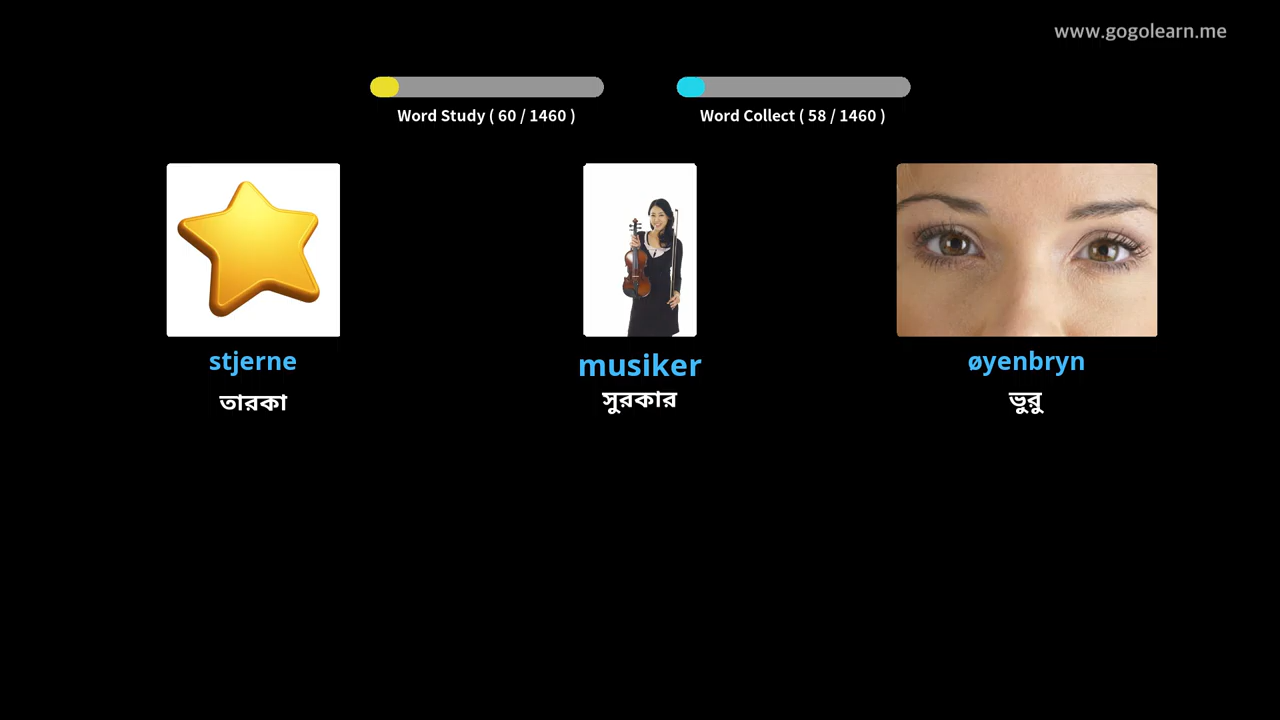 www.gogolearn.me
Word Study ( 60 / 1460 )
Word Collect ( 58 / 1460 )
stjerne
musiker
øyenbryn
তারকা
সুরকার
ভুরু